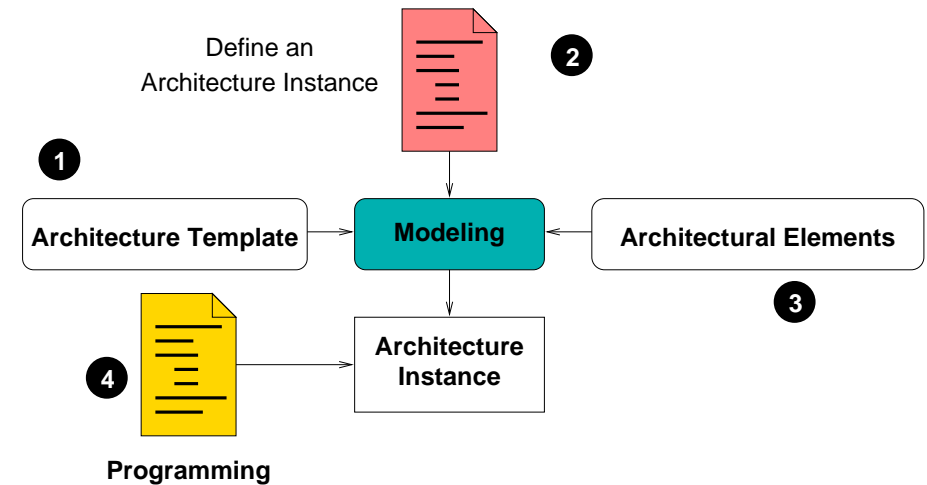 Define an
Architecture Instance
2
1
Architecture Template
Modeling
Architectural Elements
3
Architecture
Instance
4
Programming